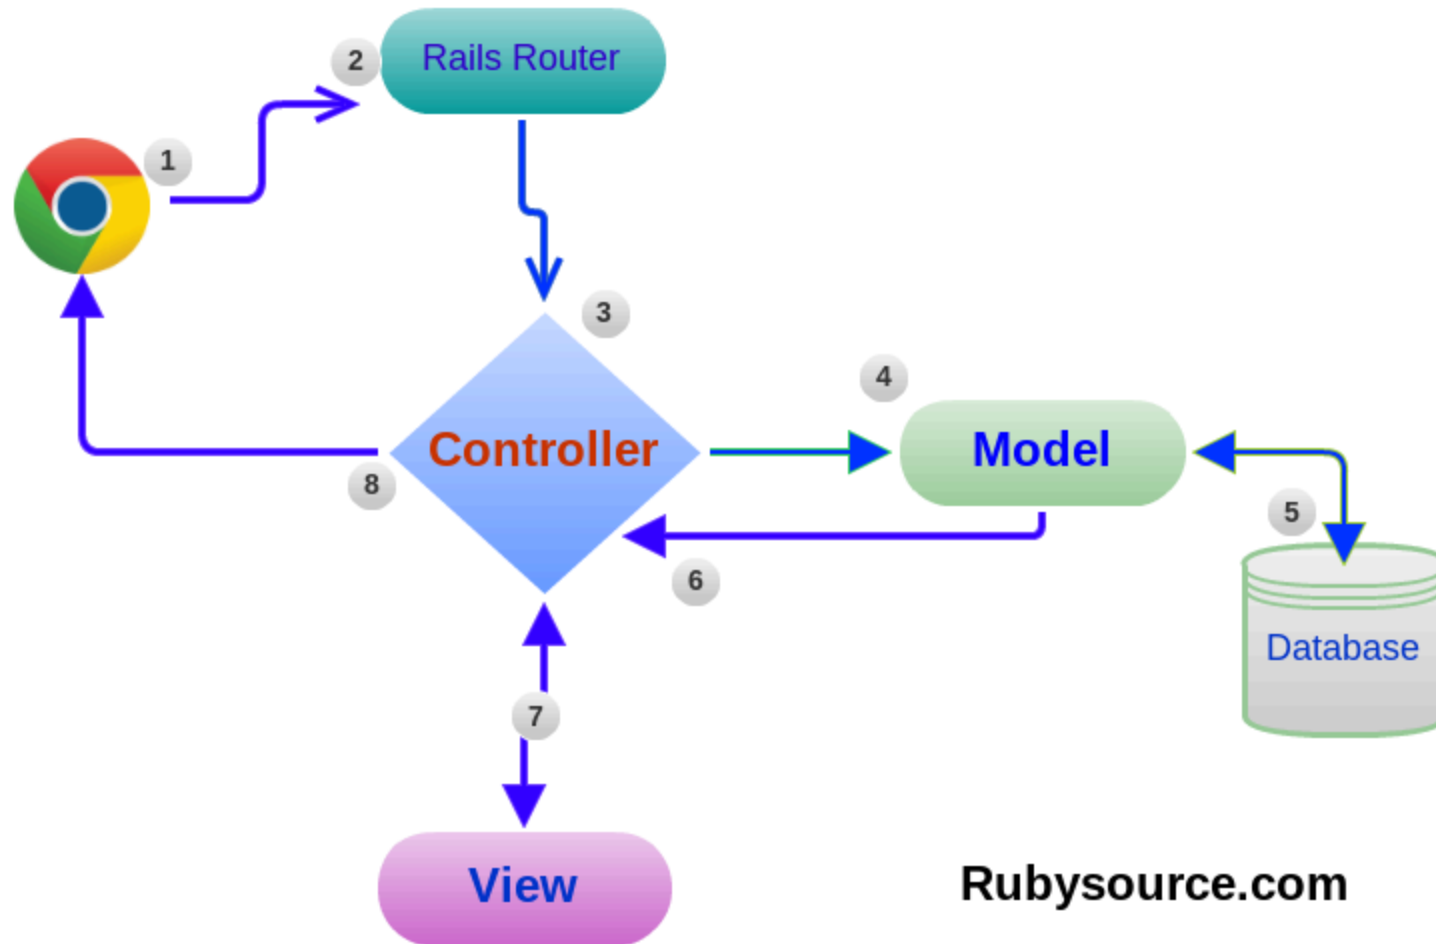 2
Rails Router
1
3
4
Controller
Model
8
5
6
Database
7
View
Rubysource.com